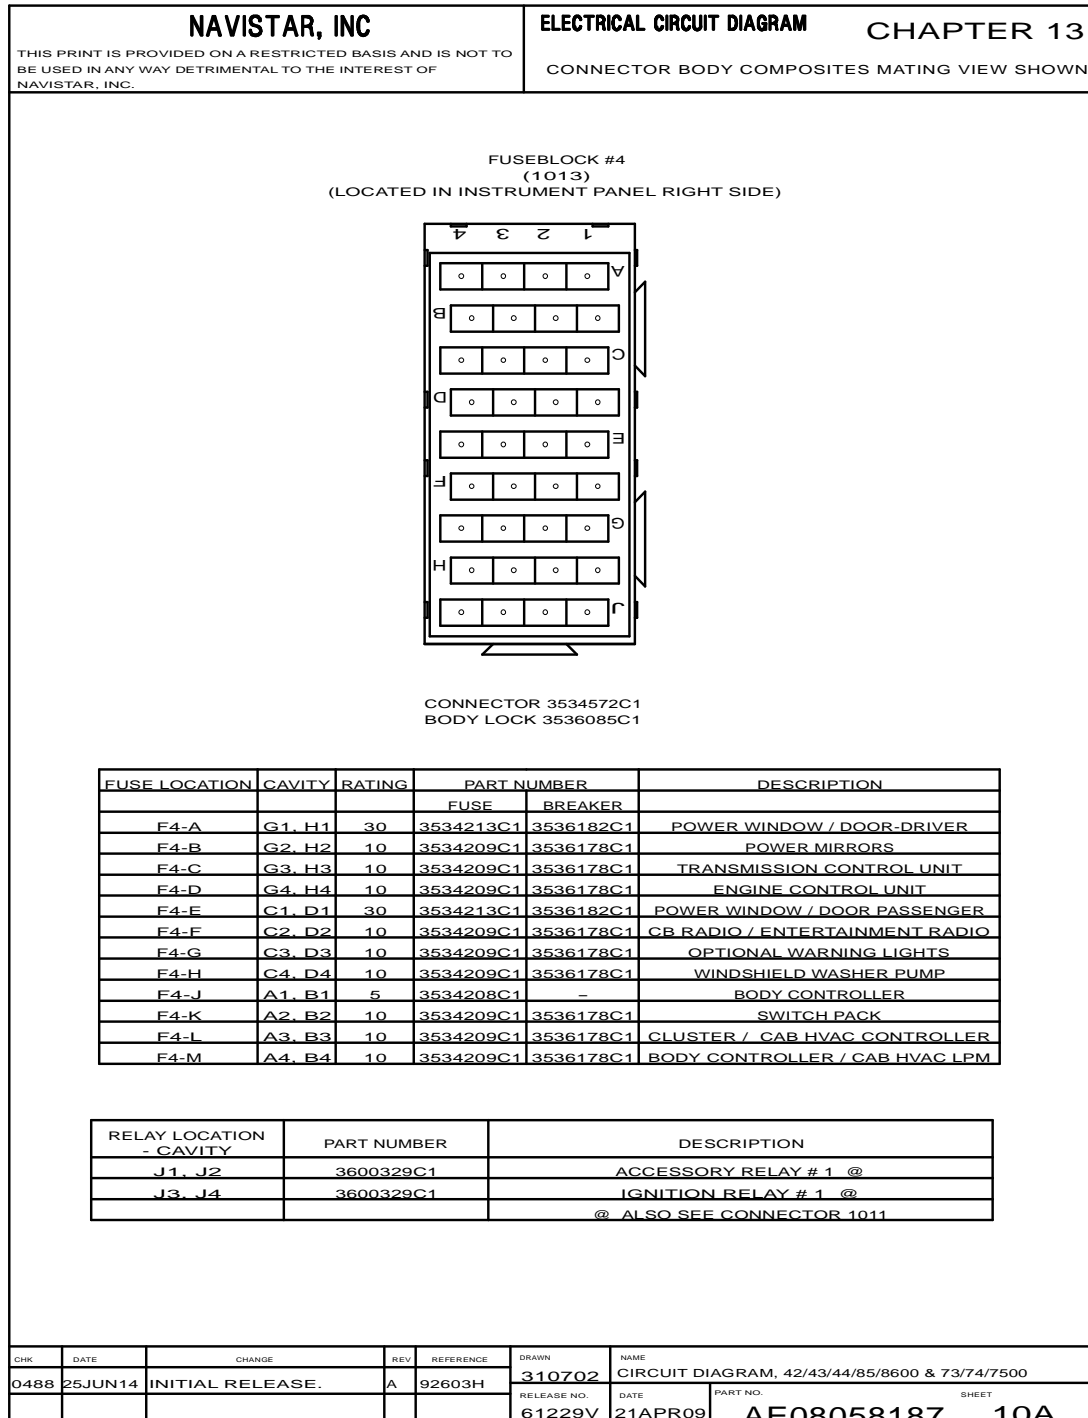 NAVISTAR, INC
THIS PRINT IS PROVIDED ON A RESTRICTED BASIS AND IS NOT TO
BE USED IN ANY WAY DETRIMENTAL TO THE INTEREST OF
NAVISTAR, INC.
ELECTRICAL CIRCUIT DIAGRAM CHAPTER 13
CONNECTOR BODY COMPOSITES MATING VIEW SHOWN
FUSEBLOCK #4
(1013)
(LOCATED IN INSTRUMENT PANEL RIGHT SIDE)
4 3 2 1
A
B
C
D
E
F
G
H
J
CONNECTOR 3534572C1
BODY LOCK 3536085C1
FUSE LOCATION CAVITY RATING PART NUMBER DESCRIPTION
FUSE BREAKER
F4-A G1, H1 30 3534213C1 3536182C1 POWER WINDOW / DOOR-DRIVER
F4-B G2, H2 10 3534209C1 3536178C1 POWER MIRRORS
F4-C G3, H3 10 3534209C1 3536178C1 TRANSMISSION CONTROL UNIT
F4-D G4, H4 10 3534209C1 3536178C1 ENGINE CONTROL UNIT
F4-E C1, D1 30 3534213C1 3536182C1 POWER WINDOW / DOOR PASSENGER
F4-F C2, D2 10 3534209C1 3536178C1 CB RADIO / ENTERTAINMENT RADIO
F4-G C3, D3 10 3534209C1 3536178C1 OPTIONAL WARNING LIGHTS
F4-H C4, D4 10 3534209C1 3536178C1 WINDSHIELD WASHER PUMP
F4-J A1, B1 5 3534208C1 – BODY CONTROLLER
F4-K A2, B2 10 3534209C1 3536178C1 SWITCH PACK
F4-L A3, B3 10 3534209C1 3536178C1 CLUSTER / CAB HVAC CONTROLLER
F4-M A4, B4 10 3534209C1 3536178C1 BODY CONTROLLER / CAB HVAC LPM
RELAY LOCATION
- CAVITY PART NUMBER DESCRIPTION
J1, J2 3600329C1 ACCESSORY RELAY # 1 @
J3, J4 3600329C1 IGNITION RELAY # 1 @
@ ALSO SEE CONNECTOR 1011
CHK DATE CHANGE REV REFERENCE DRAWN NAME
0488 25JUN14 INITIAL RELEASE. A 92603H 310702 CIRCUIT DIAGRAM, 42/43/44/85/8600 & 73/74/7500
RELEASE NO. DATE PART NO. SHEET
61229V 21APR09 AE08058187 10A